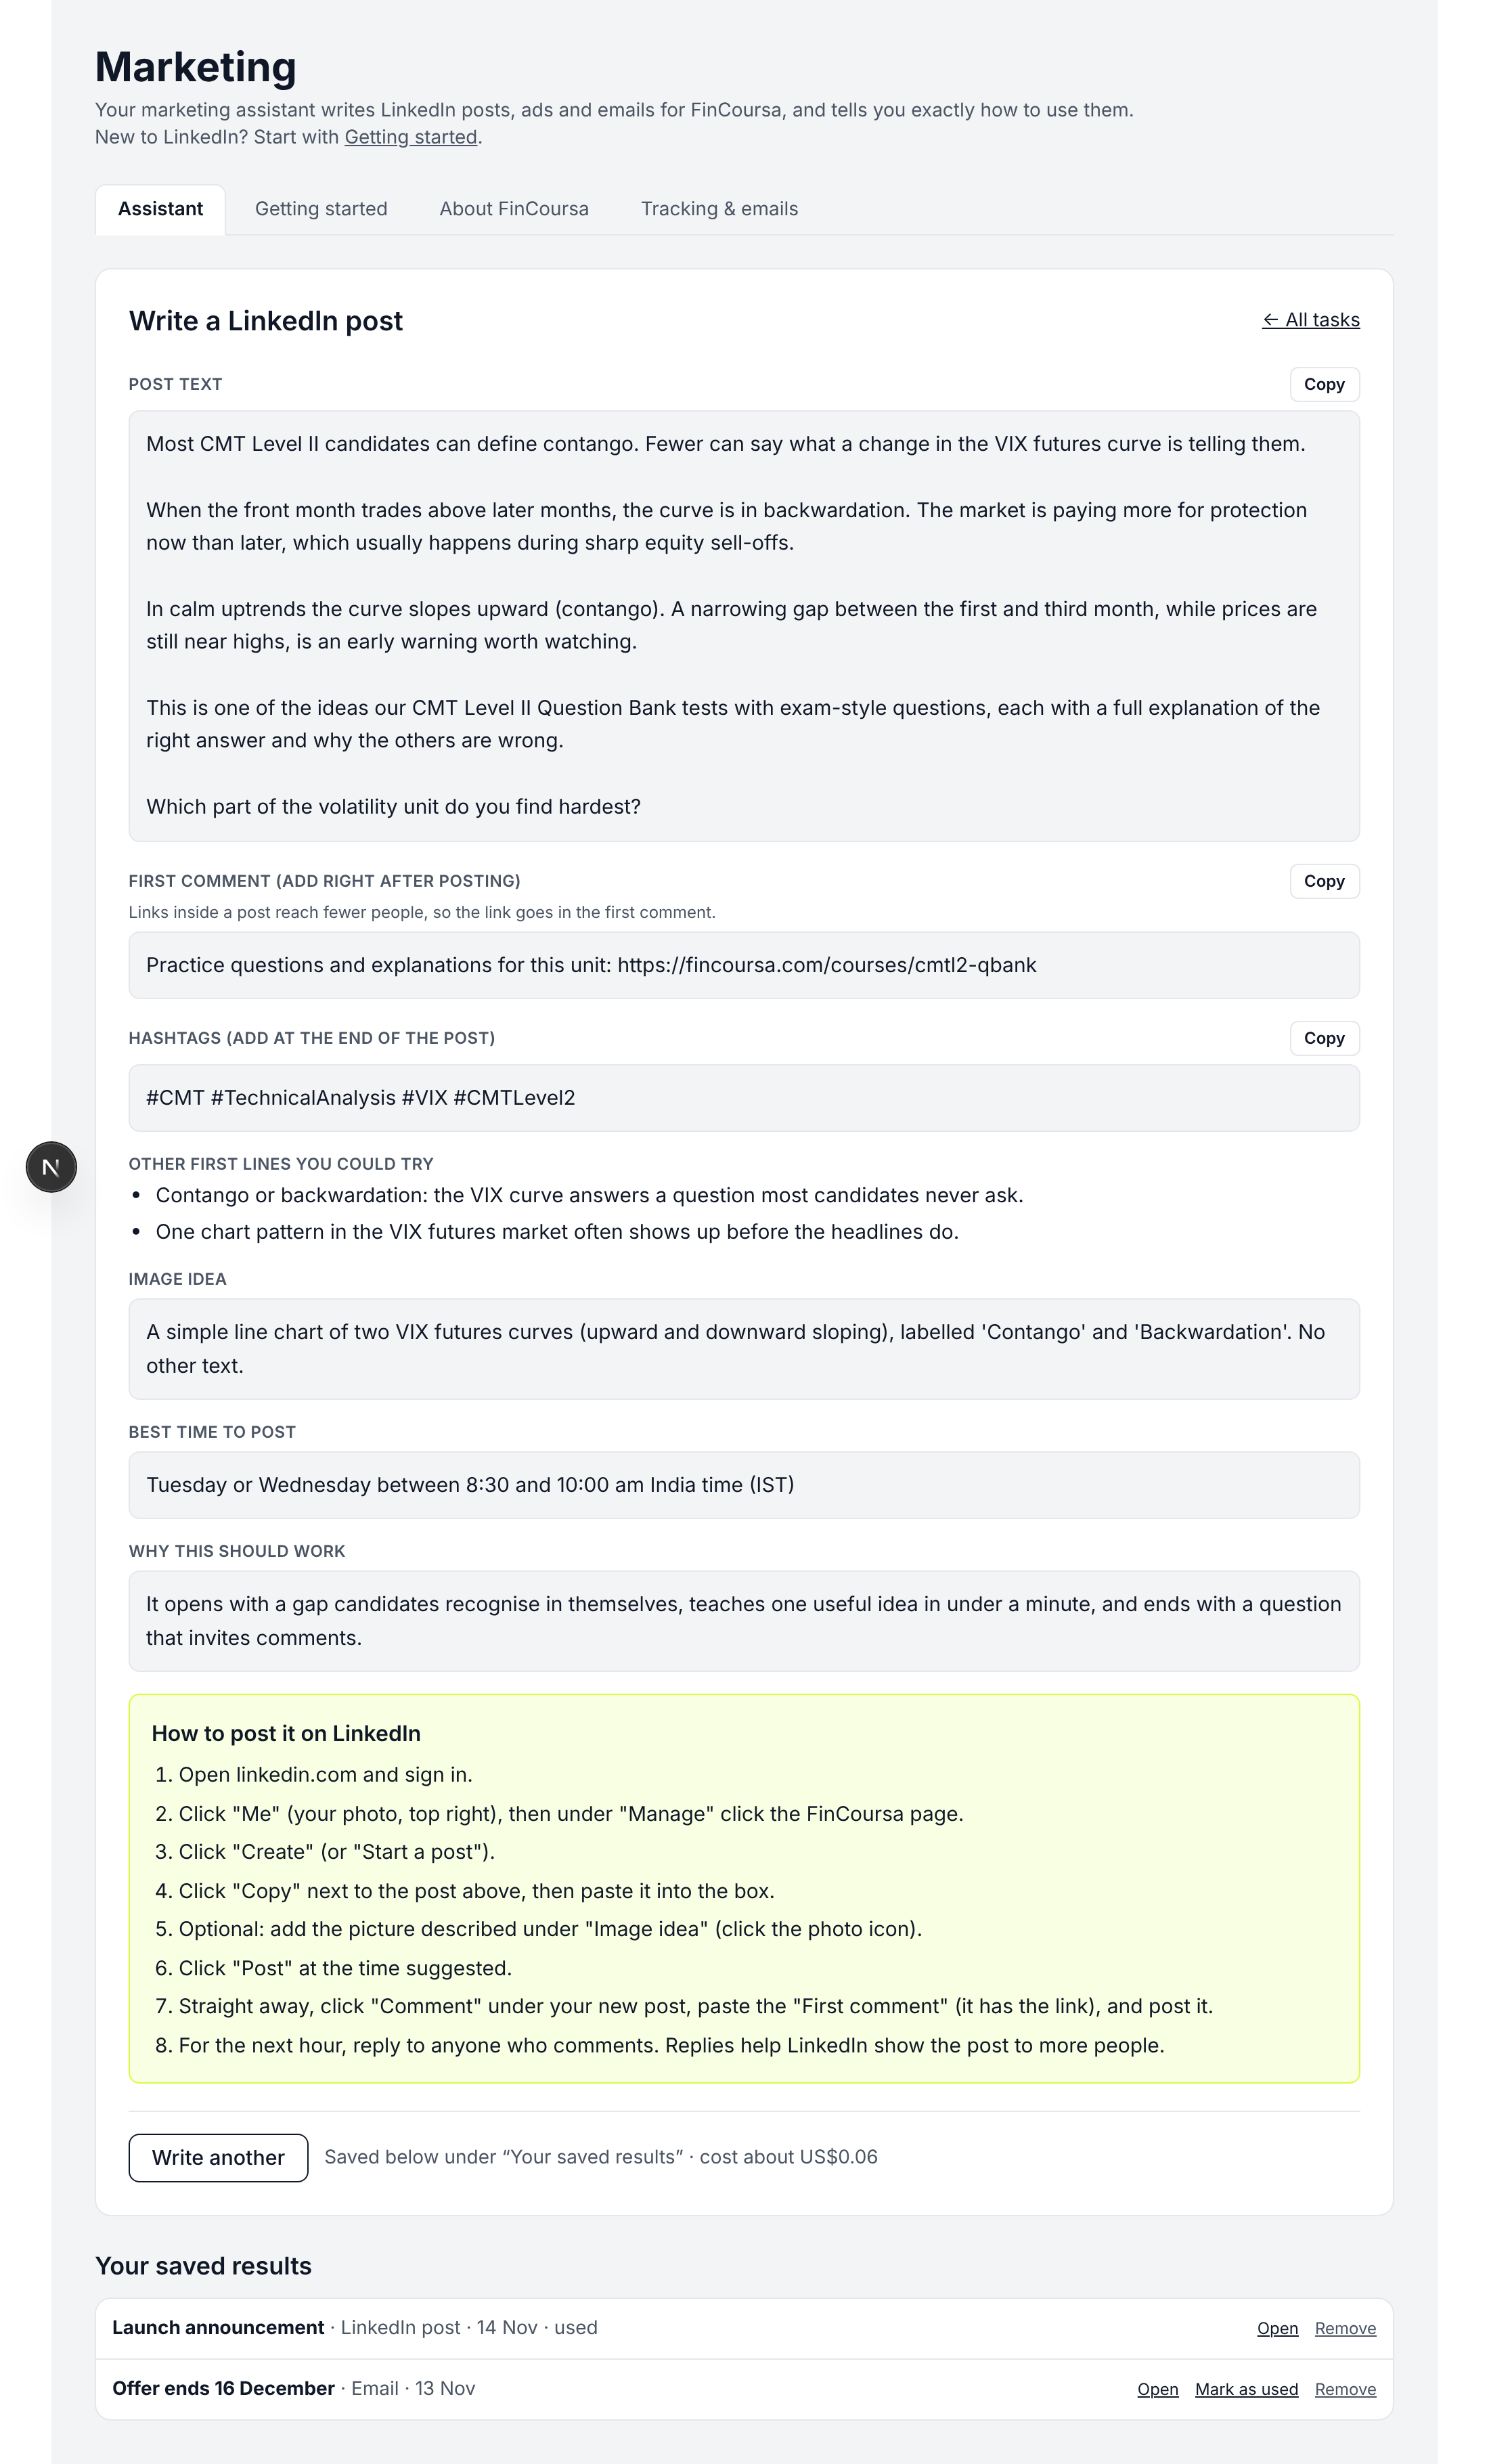 Marketing
Your marketing assistant writes LinkedIn posts, ads and emails for FinCoursa, and tells you exactly how to use them.
New to LinkedIn? Start with Getting started.
Assistant
Getting started
About FinCoursa
Tracking & emails
Write a LinkedIn post
← All tasks
POST TEXT
Copy
Most CMT Level II candidates can define contango. Fewer can say what a change in the VIX futures curve is telling them.
When the front month trades above later months, the curve is in backwardation. The market is paying more for protection
now than later, which usually happens during sharp equity sell-offs.
In calm uptrends the curve slopes upward (contango). A narrowing gap between the first and third month, while prices are
still near highs, is an early warning worth watching.
This is one of the ideas our CMT Level II Question Bank tests with exam-style questions, each with a full explanation of the
right answer and why the others are wrong.
Which part of the volatility unit do you find hardest?
FIRST COMMENT (ADD RIGHT AFTER POSTING)
Copy
Links inside a post reach fewer people, so the link goes in the first comment.
Practice questions and explanations for this unit: https://fincoursa.com/courses/cmtl2-qbank
HASHTAGS (ADD AT THE END OF THE POST)
Copy
#CMT #TechnicalAnalysis #VIX #CMTLevel2
N
OTHER FIRST LINES YOU COULD TRY
• Contango or backwardation: the VIX curve answers a question most candidates never ask.
• One chart pattern in the VIX futures market often shows up before the headlines do.
IMAGE IDEA
A simple line chart of two VIX futures curves (upward and downward sloping), labelled 'Contango' and 'Backwardation'. No
other text.
BEST TIME TO POST
Tuesday or Wednesday between 8:30 and 10:00 am India time (IST)
WHY THIS SHOULD WORK
It opens with a gap candidates recognise in themselves, teaches one useful idea in under a minute, and ends with a question
that invites comments.
How to post it on LinkedIn
1. Open linkedin.com and sign in.
2. Click "Me" (your photo, top right), then under "Manage" click the FinCoursa page.
3. Click "Create" (or "Start a post").
4. Click "Copy" next to the post above, then paste it into the box.
5. Optional: add the picture described under "Image idea" (click the photo icon).
6. Click "Post" at the time suggested.
7. Straight away, click "Comment" under your new post, paste the "First comment" (it has the link), and post it.
8. For the next hour, reply to anyone who comments. Replies help LinkedIn show the post to more people.
Write another
Saved below under “Your saved results” · cost about US$0.06
Your saved results
Launch announcement · LinkedIn post · 14 Nov · used
Open
Remove
Offer ends 16 December · Email · 13 Nov
Open
Mark as used
Remove